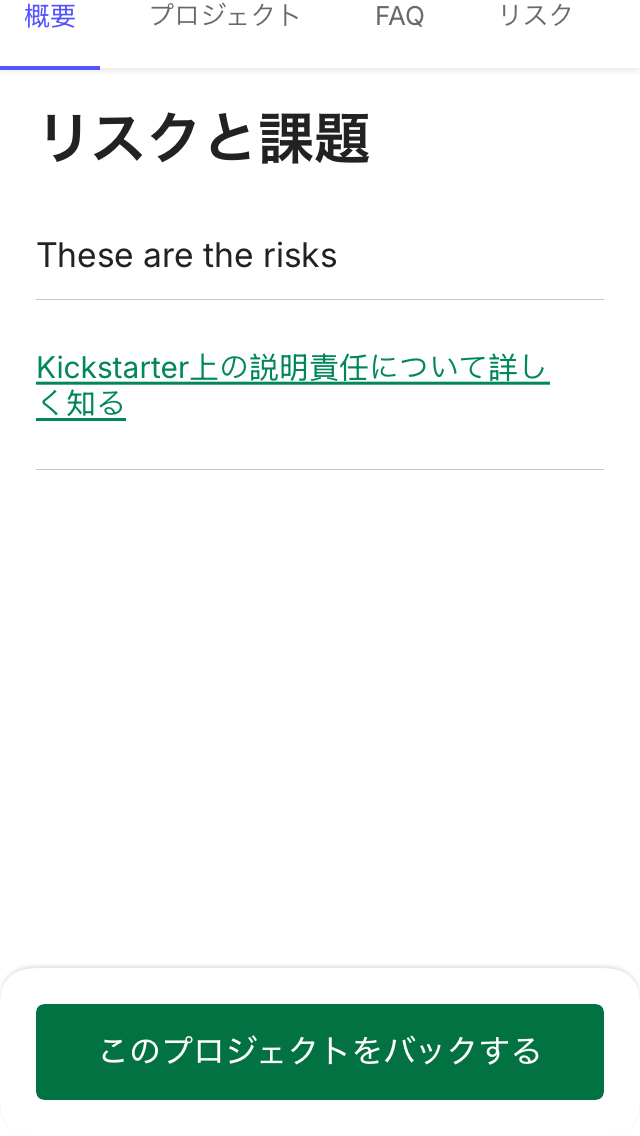 概要 プロジェクト FAQ リスク
リスクと課題
These are the risks
Kickstarter上の説明責任について詳し
く知る
このプロジェクトをバックする